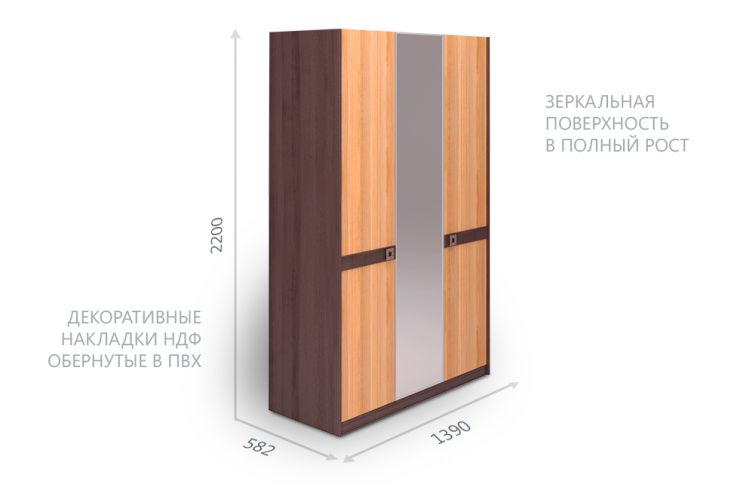 ЗЕРКАЛЬНАЯ
ПОВЕРХНОСТЬ
В ПОЛНЫЙ РОСТ
2200
ДЕКОРАТИВНЫЕ
НАКЛАДКИ НДФ
ОБЕРНУТЫЕ В ПВХ
582
1390